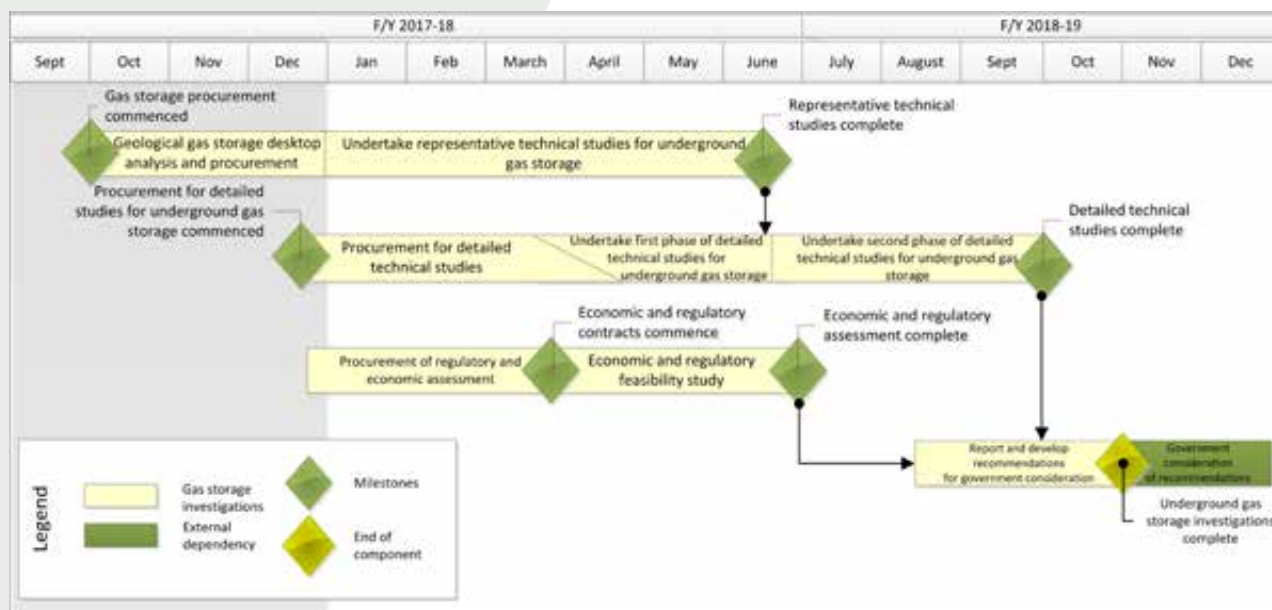 F/Y 2017-18
F/Y 2018-19
Sept
Oct
Nov
Dec
Jan
Feb
March
April
May
June
July
August
Sept
Oct
Nov
Dec
Gas storage procurement
commenced
Representative technical
studies complete
Geological gas storage desktop
analysis and procurement
Undertake representative technical studies for underground
gas storage
Procurement for detailed
studies for underground gas
storage commenced
Detailed technical
studies complete
Procurement for detailed
technical studies
Undertake first phase of detailed
technical studies for
underground gas storage
Undertake second phase of detailed
technical studies for underground gas
storage
Economic and regulatory
contracts commence
Economic and regulatory
assessment complete
Procurement of regulatory and
economic assessment
Economic and regulatory
feasibility study
Report and develop
recommendations
for government consideration
Government
consideration
of recommendations
Underground gas
storage investigations
complete
Legend
Gas storage
investigations
External
dependency
Milestones
End of
component